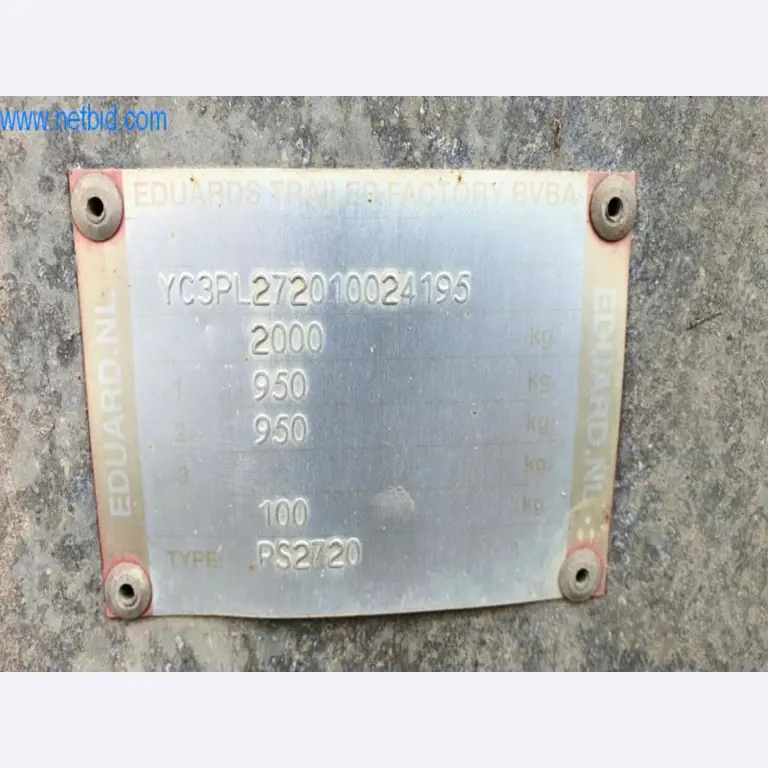 www.netbid.com
EDUARDS TRAILER FACTORY BVBA
EDUARD.NL
EDUARD.NL
YC3PL272010024195
2000 kg
1 950 kg.
2 950 kg
3 kg.
100 kg.
TYPE PS2720